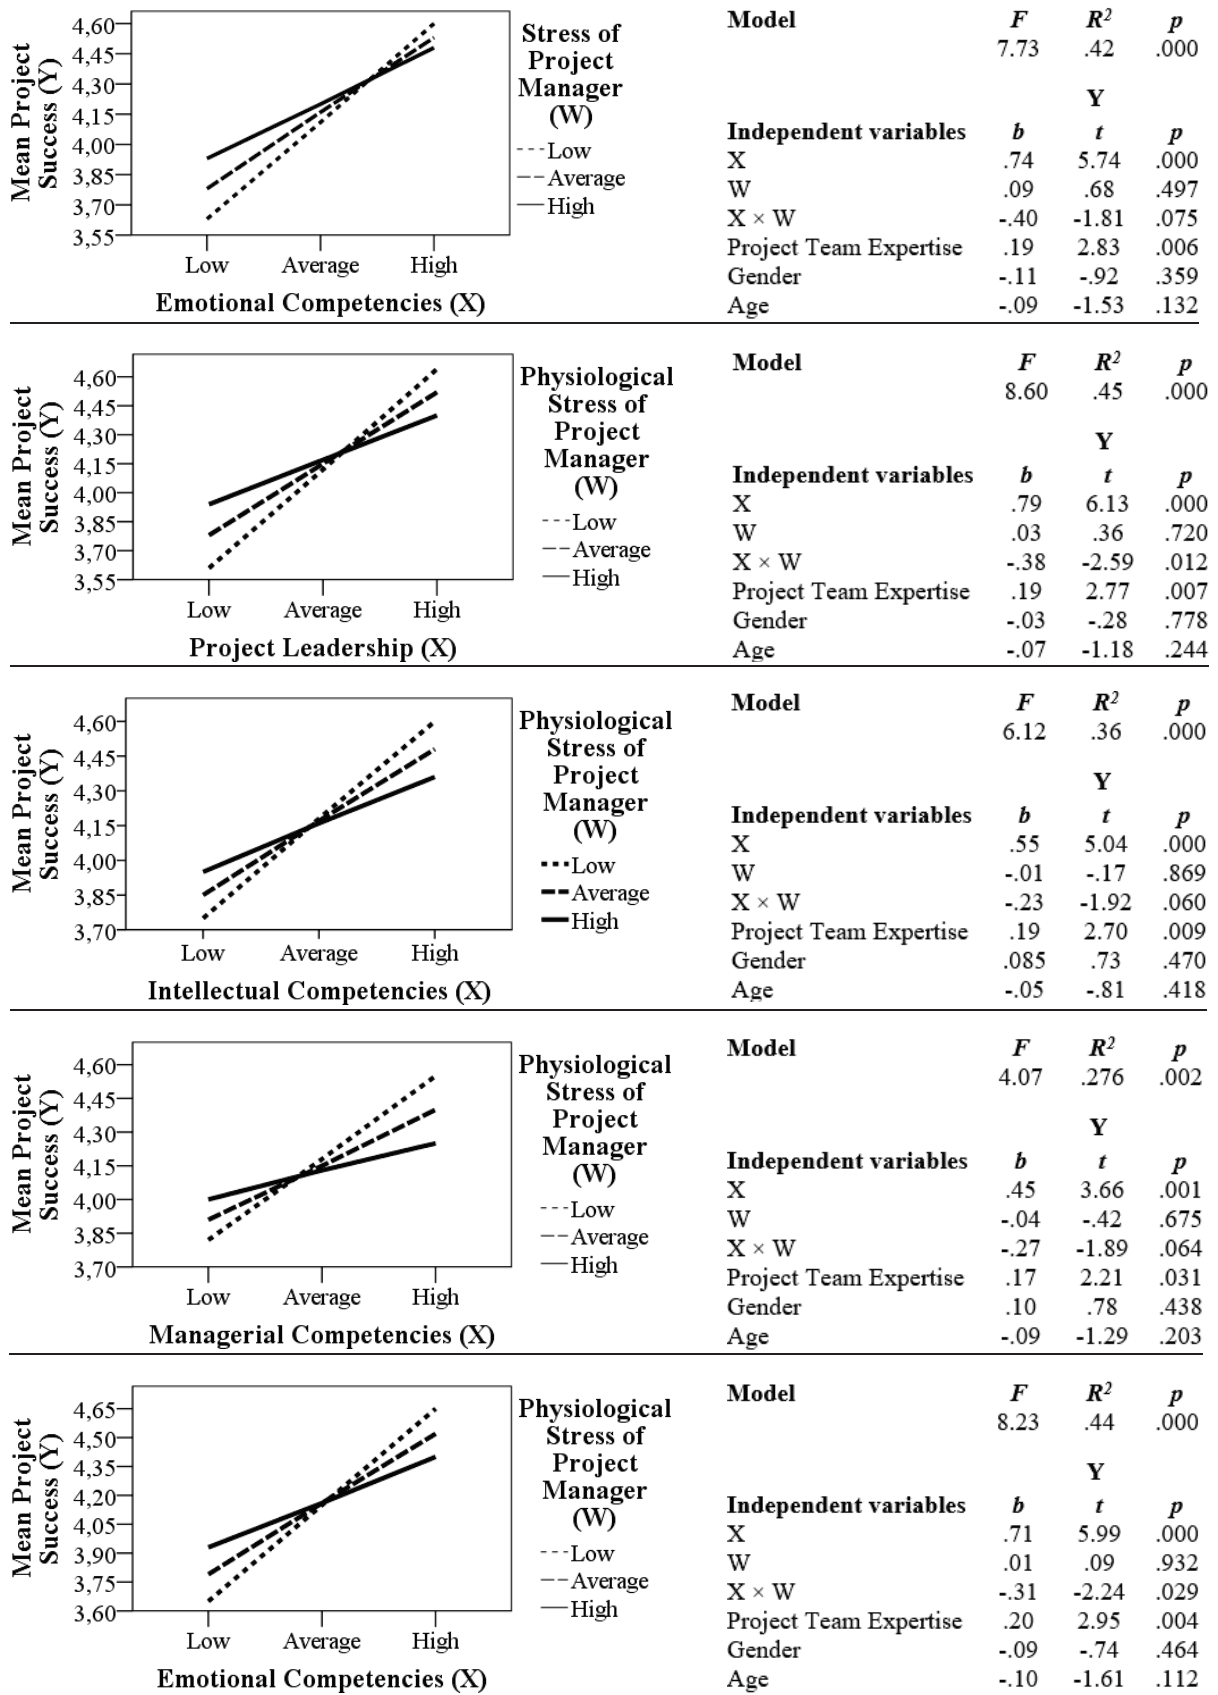 Mean Project
Success (Y)
4,60
4,45
4,30
4,15
4,00
3,85
3,70
3,55
Low Average High
Emotional Competencies (X)
Stress of
Project
Manager
(W)
Low
Average
High
Model F R² p
7.73 .42 .000
Y
Independent variables b t p
X .74 5.74 .000
W .09 .68 .497
X × W -.40 -1.81 .075
Project Team Expertise .19 2.83 .006
Gender -.11 -.92 .359
Age -.09 -1.53 .132
Mean Project
Success (Y)
4,60
4,45
4,30
4,15
4,00
3,85
3,70
3,55
Low Average High
Project Leadership (X)
Physiological
Stress of
Project
Manager
(W)
Low
Average
High
Model F R² p
8.60 .45 .000
Y
Independent variables b t p
X .79 6.13 .000
W .03 .36 .720
X × W -.38 -2.59 .012
Project Team Expertise .19 2.77 .007
Gender -.03 -.28 .778
Age -.07 -1.18 .244
Mean Project
Success (Y)
4,60
4,45
4,30
4,15
4,00
3,85
3,70
Low Average High
Intellectual Competencies (X)
Physiological
Stress of
Project
Manager
(W)
Low
Average
High
Model F R² p
6.12 .36 .000
Y
Independent variables b t p
X .55 5.04 .000
W -.01 -.17 .869
X × W -.23 -1.92 .060
Project Team Expertise .19 2.70 .009
Gender .085 .73 .470
Age -.05 -.81 .418
Mean Project
Success (Y)
4,60
4,45
4,30
4,15
4,00
3,85
3,70
Low Average High
Managerial Competencies (X)
Physiological
Stress of
Project
Manager
(W)
Low
Average
High
Model F R² p
4.07 .276 .002
Y
Independent variables b t p
X .45 3.66 .001
W -.04 -.42 .675
X × W -.27 -1.89 .064
Project Team Expertise .17 2.21 .031
Gender .10 .78 .438
Age -.09 -1.29 .203
Mean Project
Success (Y)
4,65
4,50
4,35
4,20
4,05
3,90
3,75
3,60
Low Average High
Emotional Competencies (X)
Physiological
Stress of
Project
Manager
(W)
Low
Average
High
Model F R² p
8.23 .44 .000
Y
Independent variables b t p
X .71 5.99 .000
W .01 .09 .932
X × W -.31 -2.24 .029
Project Team Expertise .20 2.95 .004
Gender -.09 -.74 .464
Age -.10 -1.61 .112